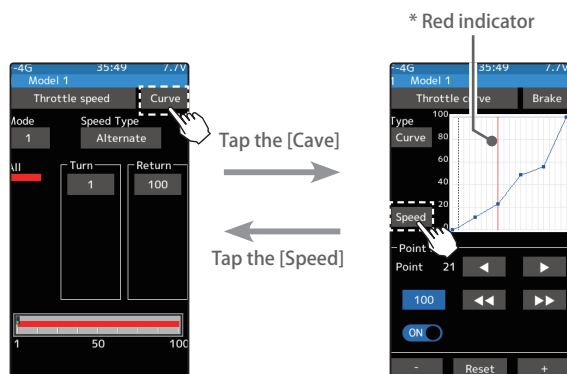 * Red indicator
-4G 35:49 7.7V
Model 1
Throttle speed Curve
Mode Speed Type
1 Alternate
All
Turn Return
1 100
1 50 100
Tap the [Cave]
Tap the [Speed]
-4G 35:49 7.7V
1 Model 1
Throttle curve Brake
Type
Curve
100
80
60
40
20
0
Speed
Point
Point 21
100
ON
- Reset +